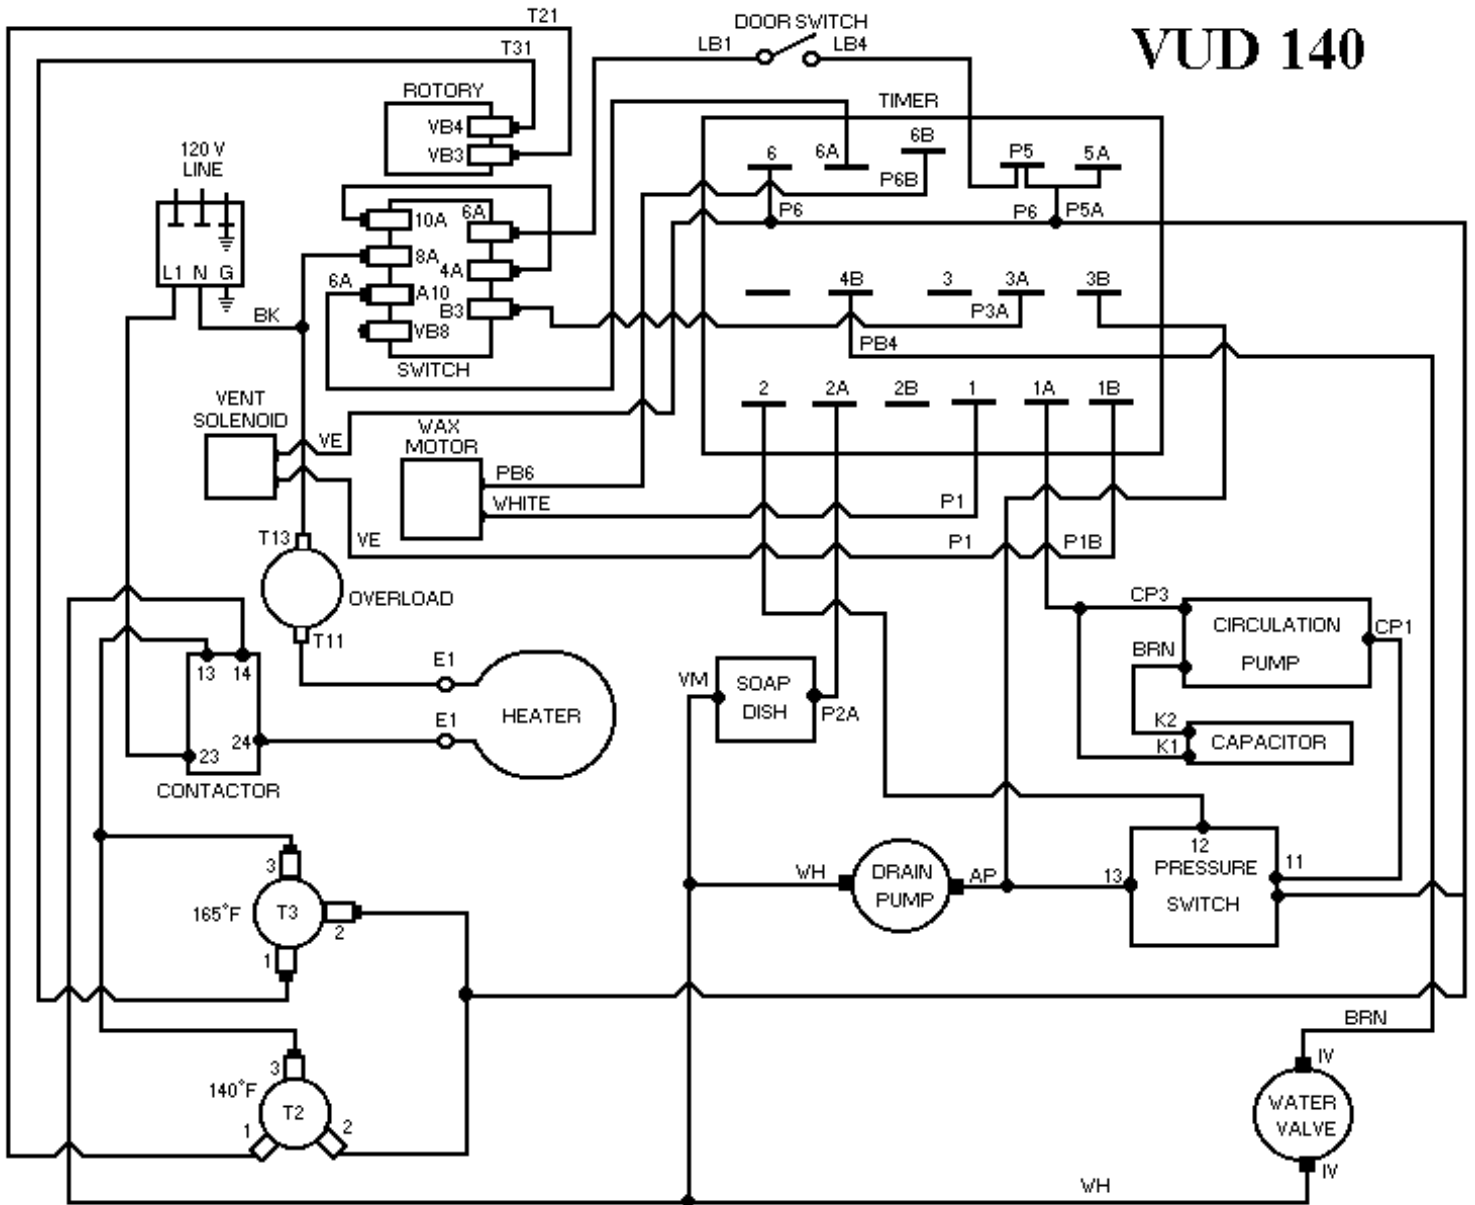 T21
DOOR SWITCH
VUD 140
T31
LB1
LB4
ROTORY
TIMER
VB4
VB3
120 V
LINE
6
6A
6B
P5
5A
P6B
10A
6A
P6
P6
P5A
8A
4A
L1 N G
6A
A10
B3
4B
3
3A
3B
P3A
BK
VB8
PB4
SWITCH
VENT
SOLENOID
2
2A
2B
1
1A
1B
VE
WAX
MOTOR
PB6
WHITE
P1
T13
VE
P1
P1B
OVERLOAD
CP3
CIRCULATION
PUMP
CP1
T11
BRN
13
14
E1
VM
SOAP
DISH
P2A
HEATER
E1
K2
K1
CAPACITOR
24
23
CONTACTOR
12
PRESSURE
SWITCH
11
13
3
WH
DRAIN
PUMP
AP
165°F
T3
2
1
BRN
3
IV
140°F
T2
1
2
WATER
VALVE
IV
WH